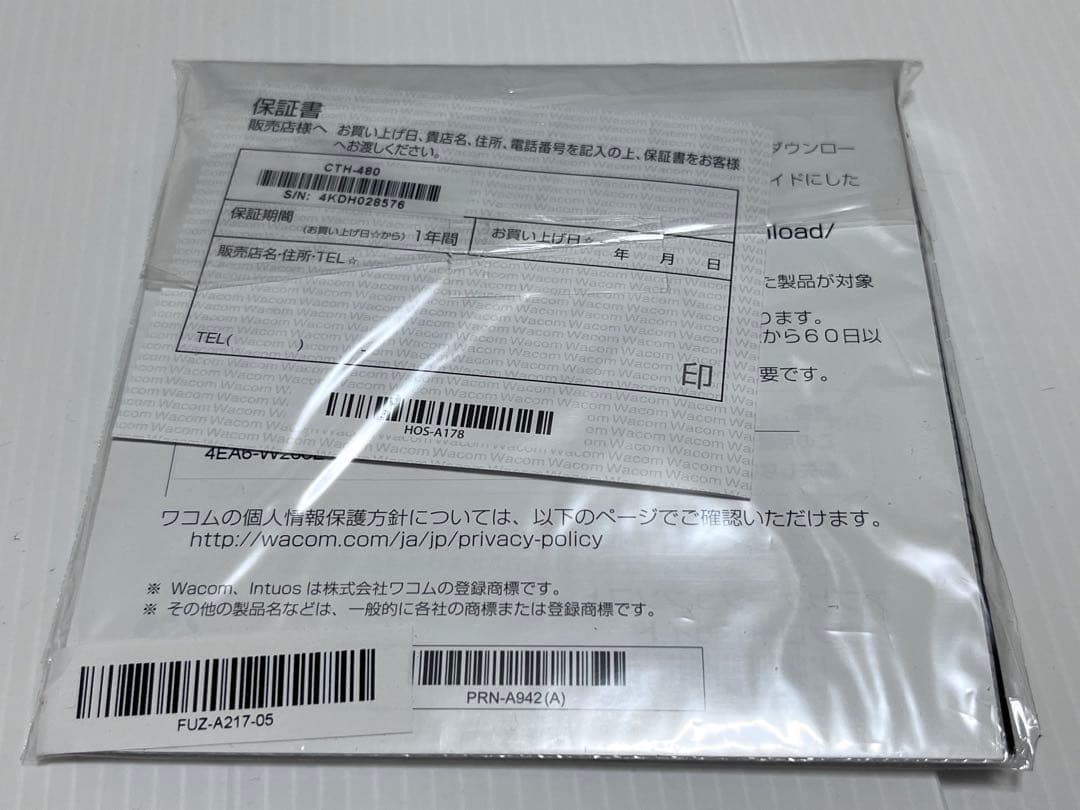 保証書
販売店様へ お買い上げ日、貴店名、住所、電話番号を記入の上、保証書をお客様
へお渡しください。
CTH-480
S/N: 4KDH028576
保証期間
(お買い上げ日☆から) 1年間
お買い上げ日☆
年 月 日
販売店名・住所・TEL☆
TEL( ) -
印
HOS-A178
ダウンロー
イドにした
nload/
た製品が対象
ります。
から60日以
要です。
ワコムの個人情報保護方針については、以下のページでご確認いただけます。
http://wacom.com/ja/jp/privacy-policy
※ Wacom、Intuosは株式会社ワコムの登録商標です。
※ その他の製品名などは、一般的に各社の商標または登録商標です。
FUZ-A217-05
PRN-A942(A)